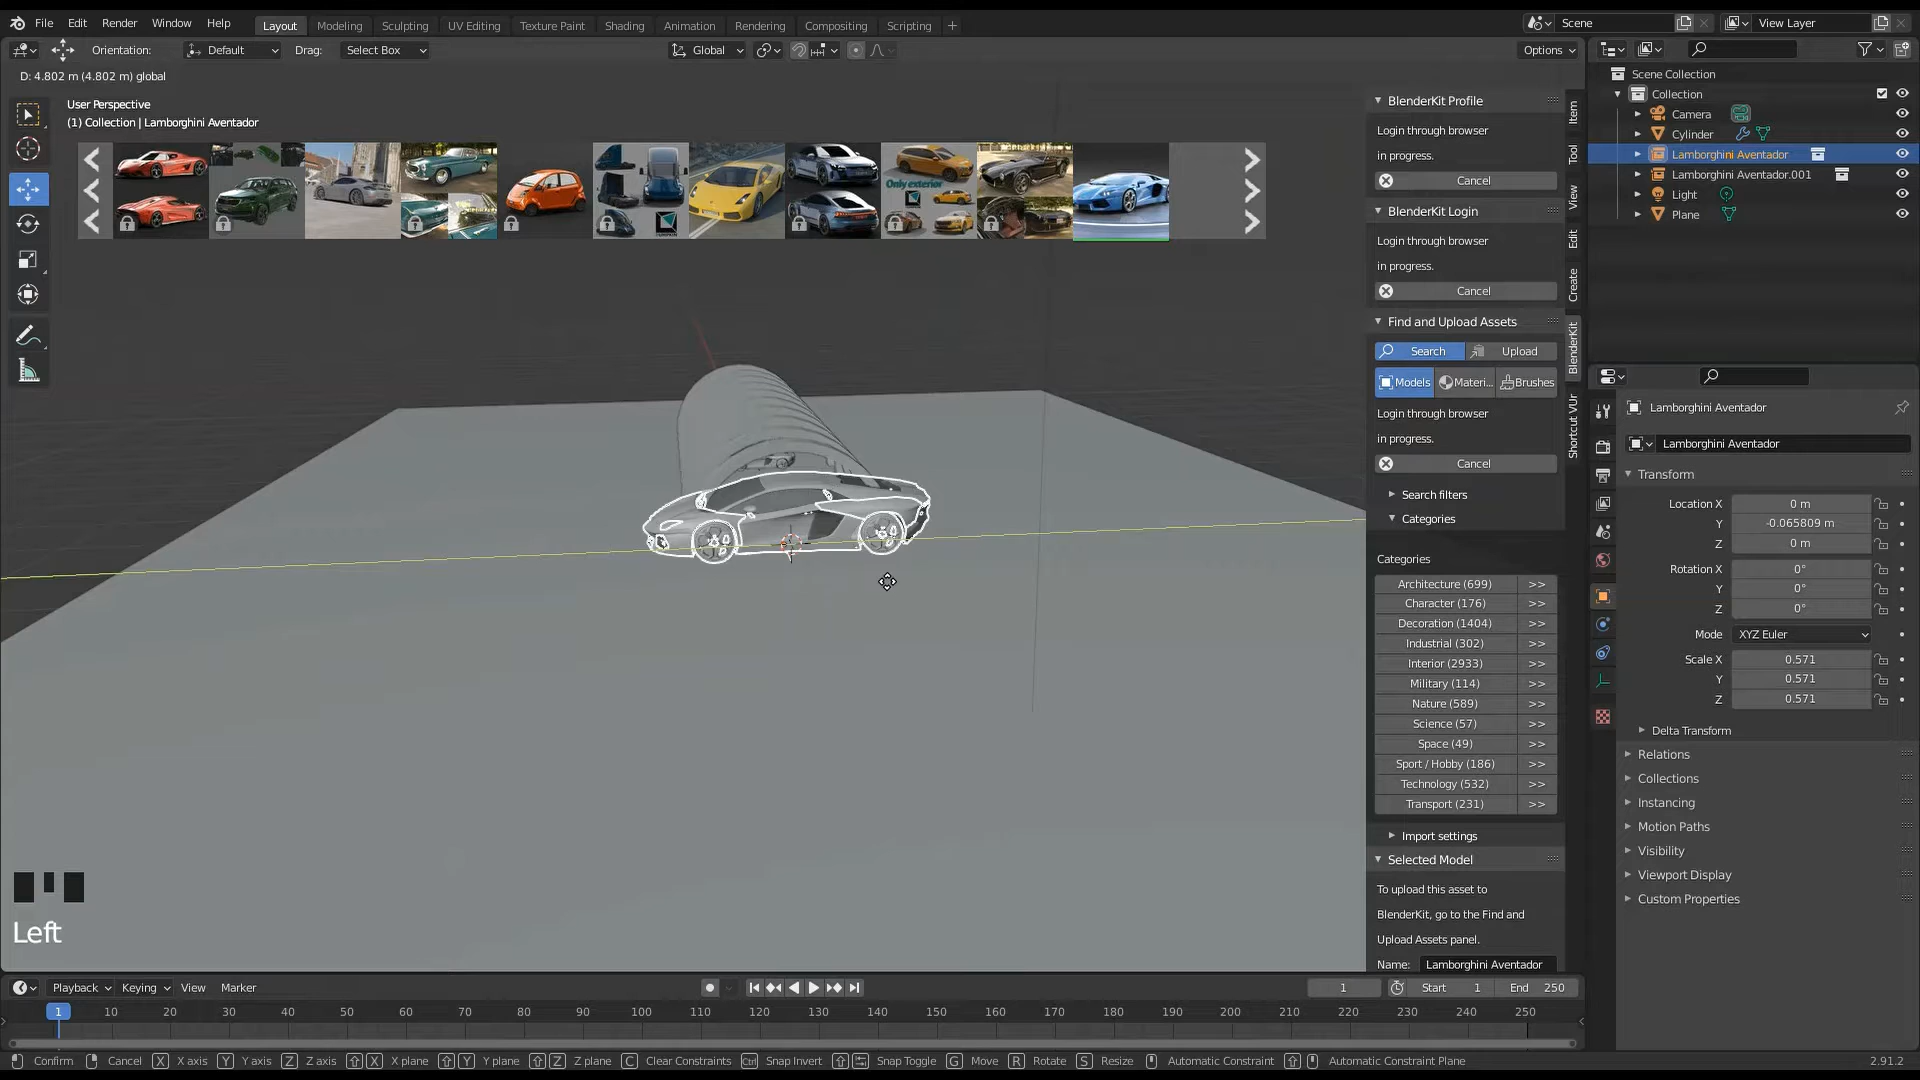 File Edit Render Window Help Layout Modeling Sculpting UV Editing Texture Paint Shading Animation Rendering Compositing Scripting + Scene View Layer
Orientation: Default Drag: Select Box Global Options
D: 4.802 m (4.802 m) global
User Perspective
(1) Collection | Lamborghini Aventador
Only exterior
BlenderKit Profile
Login through browser
in progress.
Cancel
BlenderKit Login
Login through browser
in progress.
Cancel
Find and Upload Assets
Search Upload
Models Materi... Brushes
Login through browser
in progress.
Cancel
Search filters
Categories
Categories
Architecture (699) >>
Character (176) >>
Decoration (1404) >>
Industrial (302) >>
Interior (2933) >>
Military (114) >>
Nature (589) >>
Science (57) >>
Space (49) >>
Sport / Hobby (186) >>
Technology (532) >>
Transport (231) >>
Import settings
Selected Model
To upload this asset to
BlenderKit, go to the Find and
Upload Assets panel.
Name: Lamborghini Aventador
Item
Tool
View
Edit
Create
BlenderKit
Shortcut VUr
Scene Collection
Collection
Camera
Cylinder
Lamborghini Aventador
Lamborghini Aventador.001
Light
Plane
Lamborghini Aventador
Lamborghini Aventador
Transform
Location X 0 m
Y -0.065809 m
Z 0 m
Rotation X 0°
Y 0°
Z 0°
Mode XYZ Euler
Scale X 0.571
Y 0.571
Z 0.571
Delta Transform
Relations
Collections
Instancing
Motion Paths
Visibility
Viewport Display
Custom Properties
Left
Playback Keying View Marker 1 Start 1 End 250
1 10 20 30 40 50 60 70 80 90 100 110 120 130 140 150 160 170 180 190 200 210 220 230 240 250
Confirm Cancel X X axis Y Y axis Z Z axis X X plane Y Y plane Z Z plane C Clear Constraints Ctrl Snap Invert Snap Toggle G Move R Rotate S Resize Automatic Constraint Automatic Constraint Plane 2.91.2